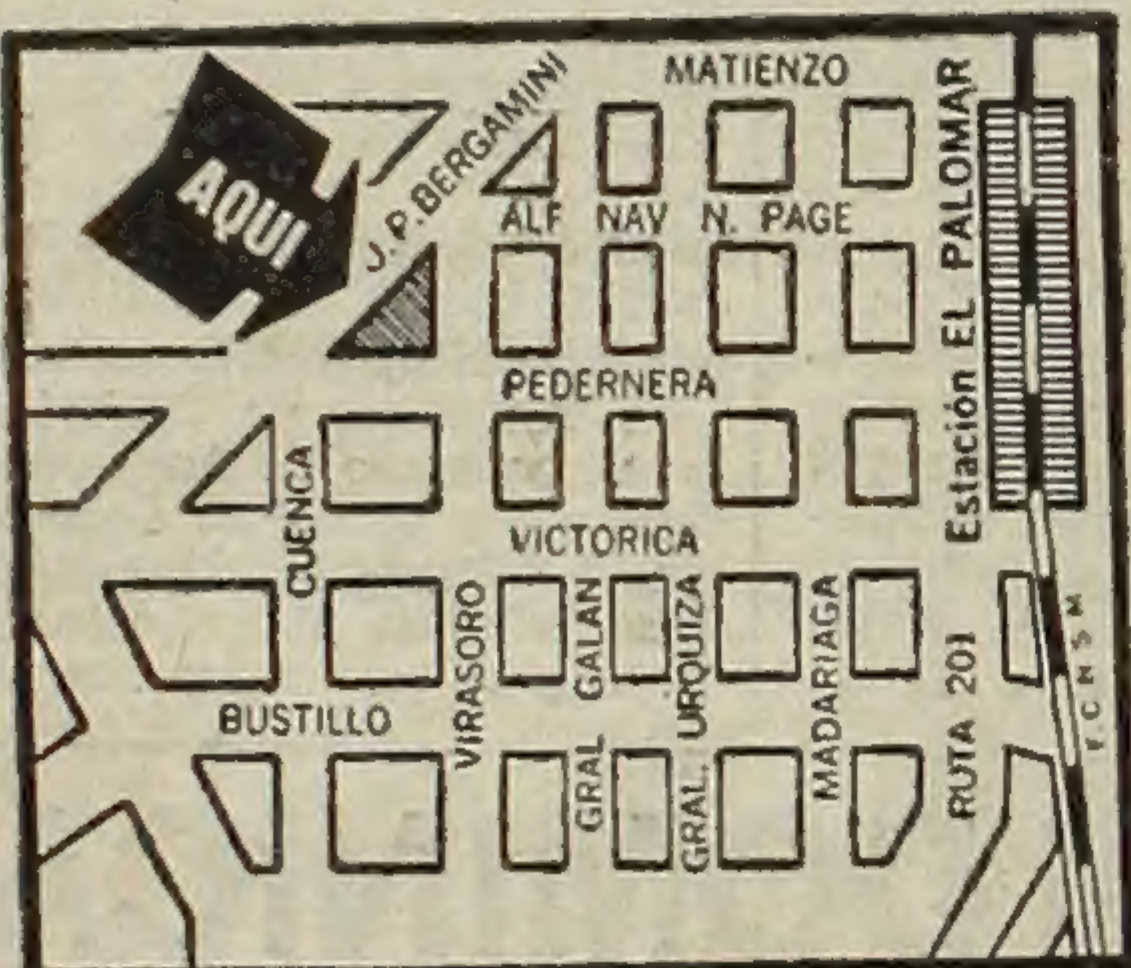 MATIENZO
AQUI
J. P. BERGAMINI
ALF NAV N. PAGE
Estación EL PALOMAR
PEDERNERA
CUENCA
VICTORICA
VIRASORO
GRAL GALAN
GRAL. URQUIZA
MADARIAGA
RUTA 201
F. C. N. S. M
BUSTILLO